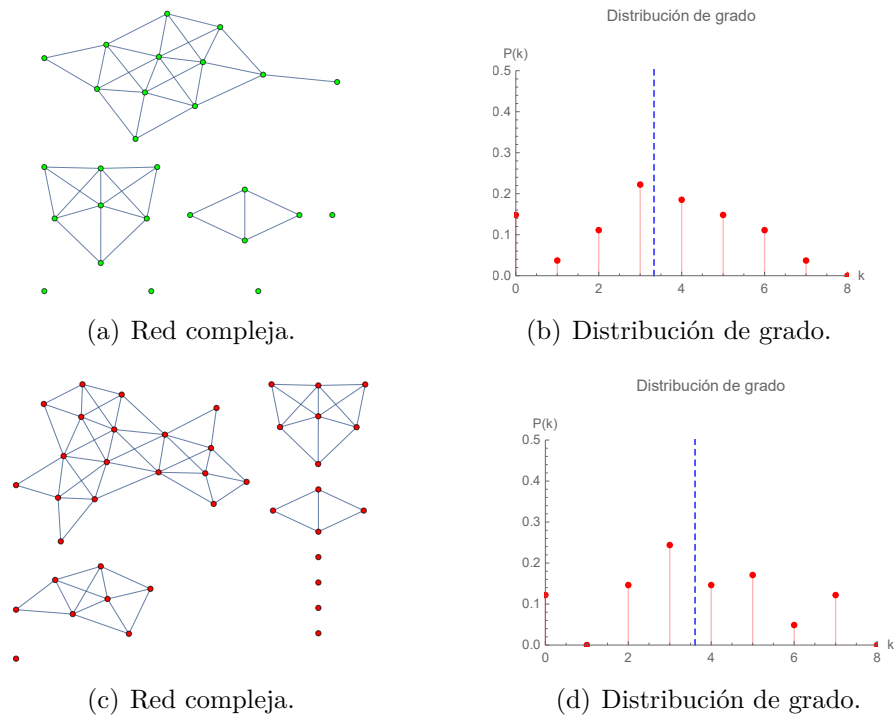 Distribución de grado
P(k)
0.5
0.4
0.3
0.2
0.1
0.0
0 2 4 6 8
k
(a) Red compleja.
(b) Distribución de grado.
Distribución de grado
P(k)
0.5
0.4
0.3
0.2
0.1
0.0
0 2 4 6 8
k
(c) Red compleja.
(d) Distribución de grado.